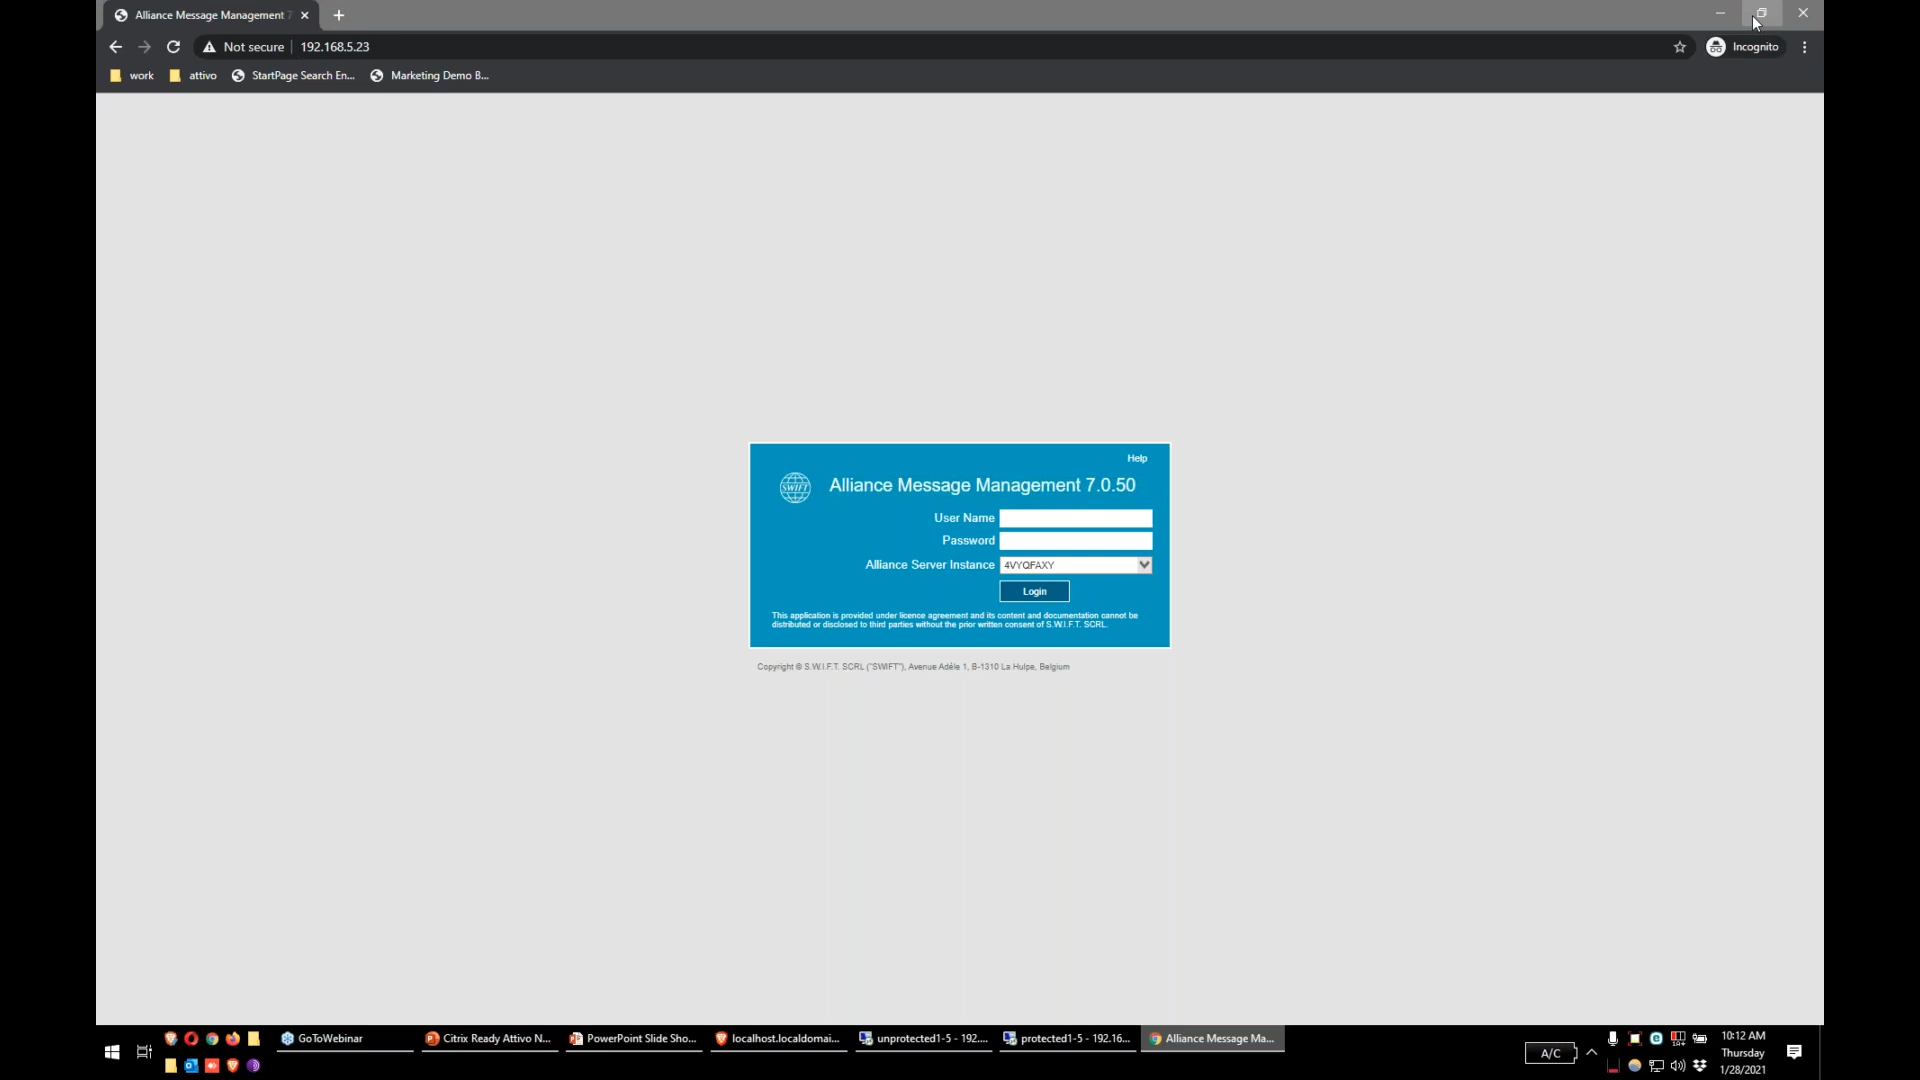 Alliance Message Management 7
Not secure
192.168.5.23
Incognito
work
attivo
StartPage Search En...
Marketing Demo B...
Help
SWIFT
Alliance Message Management 7.0.50
User Name
Password
Alliance Server Instance
4VYQFAXY
Login
This application is provided under licence agreement and its content and documentation cannot be
distributed or disclosed to third parties without the prior written consent of S.W.I.F.T. SCRL.
Copyright © S.W.I.F.T. SCRL ("SWIFT"), Avenue Adèle 1, B-1310 La Hulpe, Belgium
GoToWebinar
Citrix Ready Attivo N...
PowerPoint Slide Sho...
localhost.localdomai...
unprotected1-5 - 192....
protected1-5 - 192.16...
Alliance Message Ma...
A/C
10:12 AM
Thursday
1/28/2021